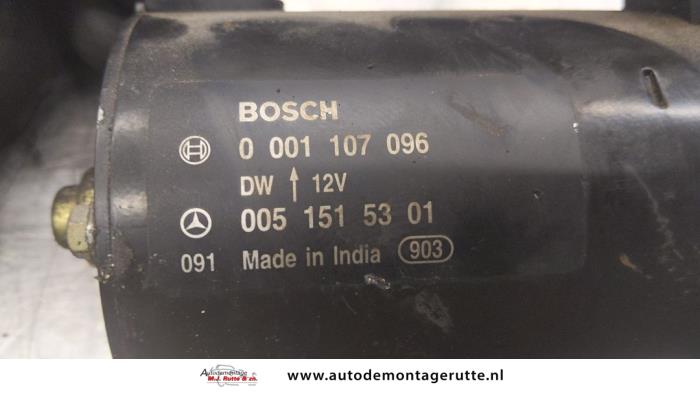 BOSCH
0 001 107 096
DW ↑ 12V
005 151 53 01
091 Made in India 903
Autodemontage
M.J. Rutte & zn.
www.autodemontagerutte.nl